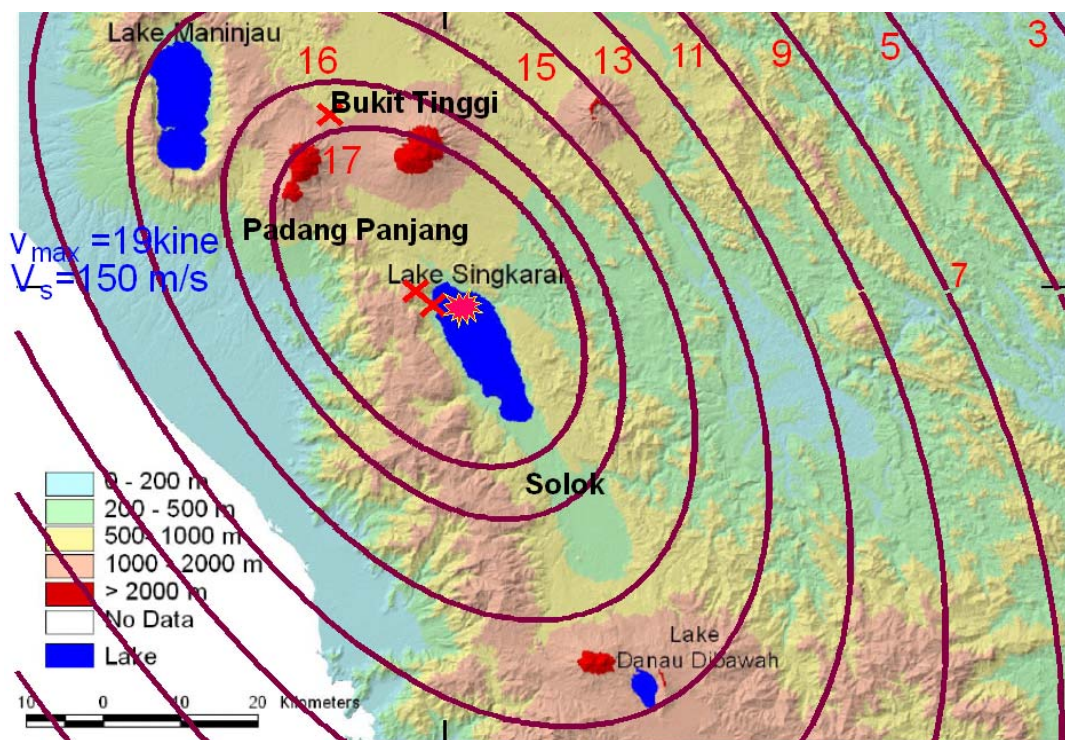 Lake Maninjau
16
15
13
11
9
5
3
Bukit Tinggi
17
Padang Panjang
v_max =19kine
V_s=150 m/s
Lake Singkarak
7
Solok
0 - 200 m
200 - 500 m
500- 1000 m
1000 - 2000 m
> 2000 m
No Data
Lake
Lake
Danau Dibawah
10 0 10 20 Kilometers